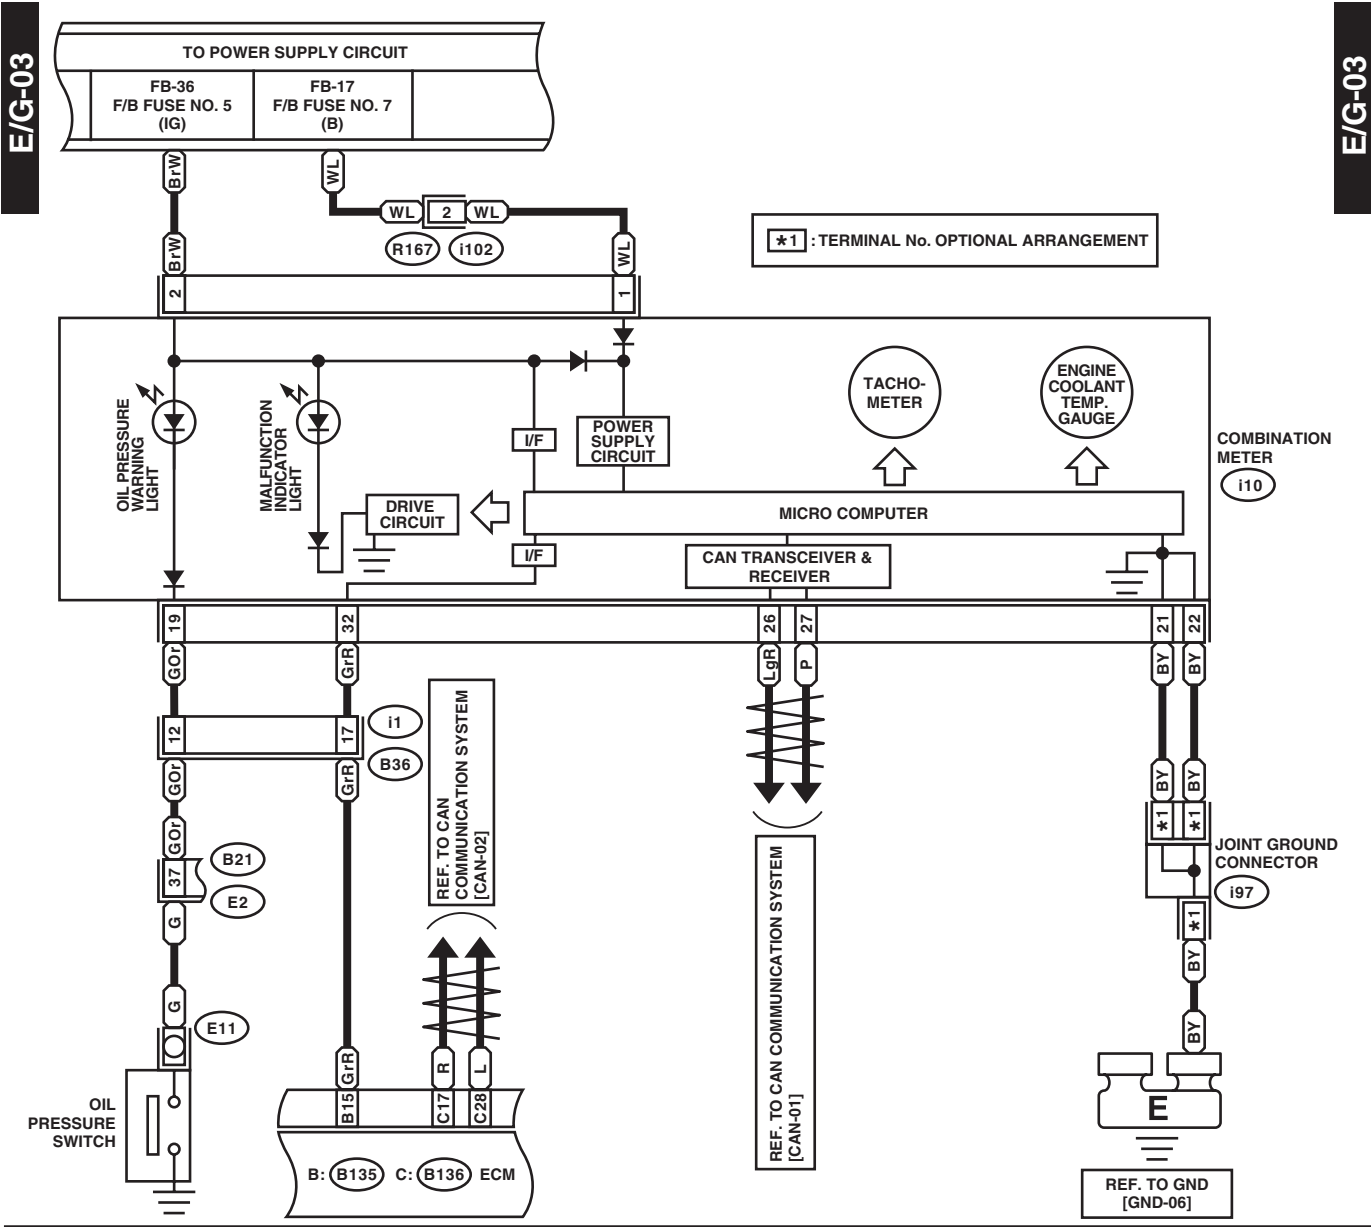 E/G-03
E/G-03
TO POWER SUPPLY CIRCUIT
FB-36
F/B FUSE NO. 5
(IG)
FB-17
F/B FUSE NO. 7
(B)
BrW
WL
WL
2
WL
R167
i102
BrW
WL
*1 : TERMINAL No. OPTIONAL ARRANGEMENT
2
1
OIL PRESSURE
WARNING
LIGHT
MALFUNCTION
INDICATOR
LIGHT
I/F
POWER
SUPPLY
CIRCUIT
TACHO-
METER
ENGINE
COOLANT
TEMP.
GAUGE
COMBINATION
METER
i10
DRIVE
CIRCUIT
MICRO COMPUTER
I/F
CAN TRANSCEIVER &
RECEIVER
19
32
26
27
21
22
GOr
GrR
LgR
P
BY
BY
12
17
i1
B36
GOr
GrR
REF. TO CAN
COMMUNICATION SYSTEM
[CAN-02]
BY
BY
*1
*1
JOINT GROUND
CONNECTOR
i97
GOr
37
B21
E2
G
G
E11
REF. TO CAN COMMUNICATION SYSTEM
[CAN-01]
*1
BY
BY
E
REF. TO GND
[GND-06]
OIL
PRESSURE
SWITCH
GrR
R
L
B15
C17
C28
B: B135 C: B136 ECM